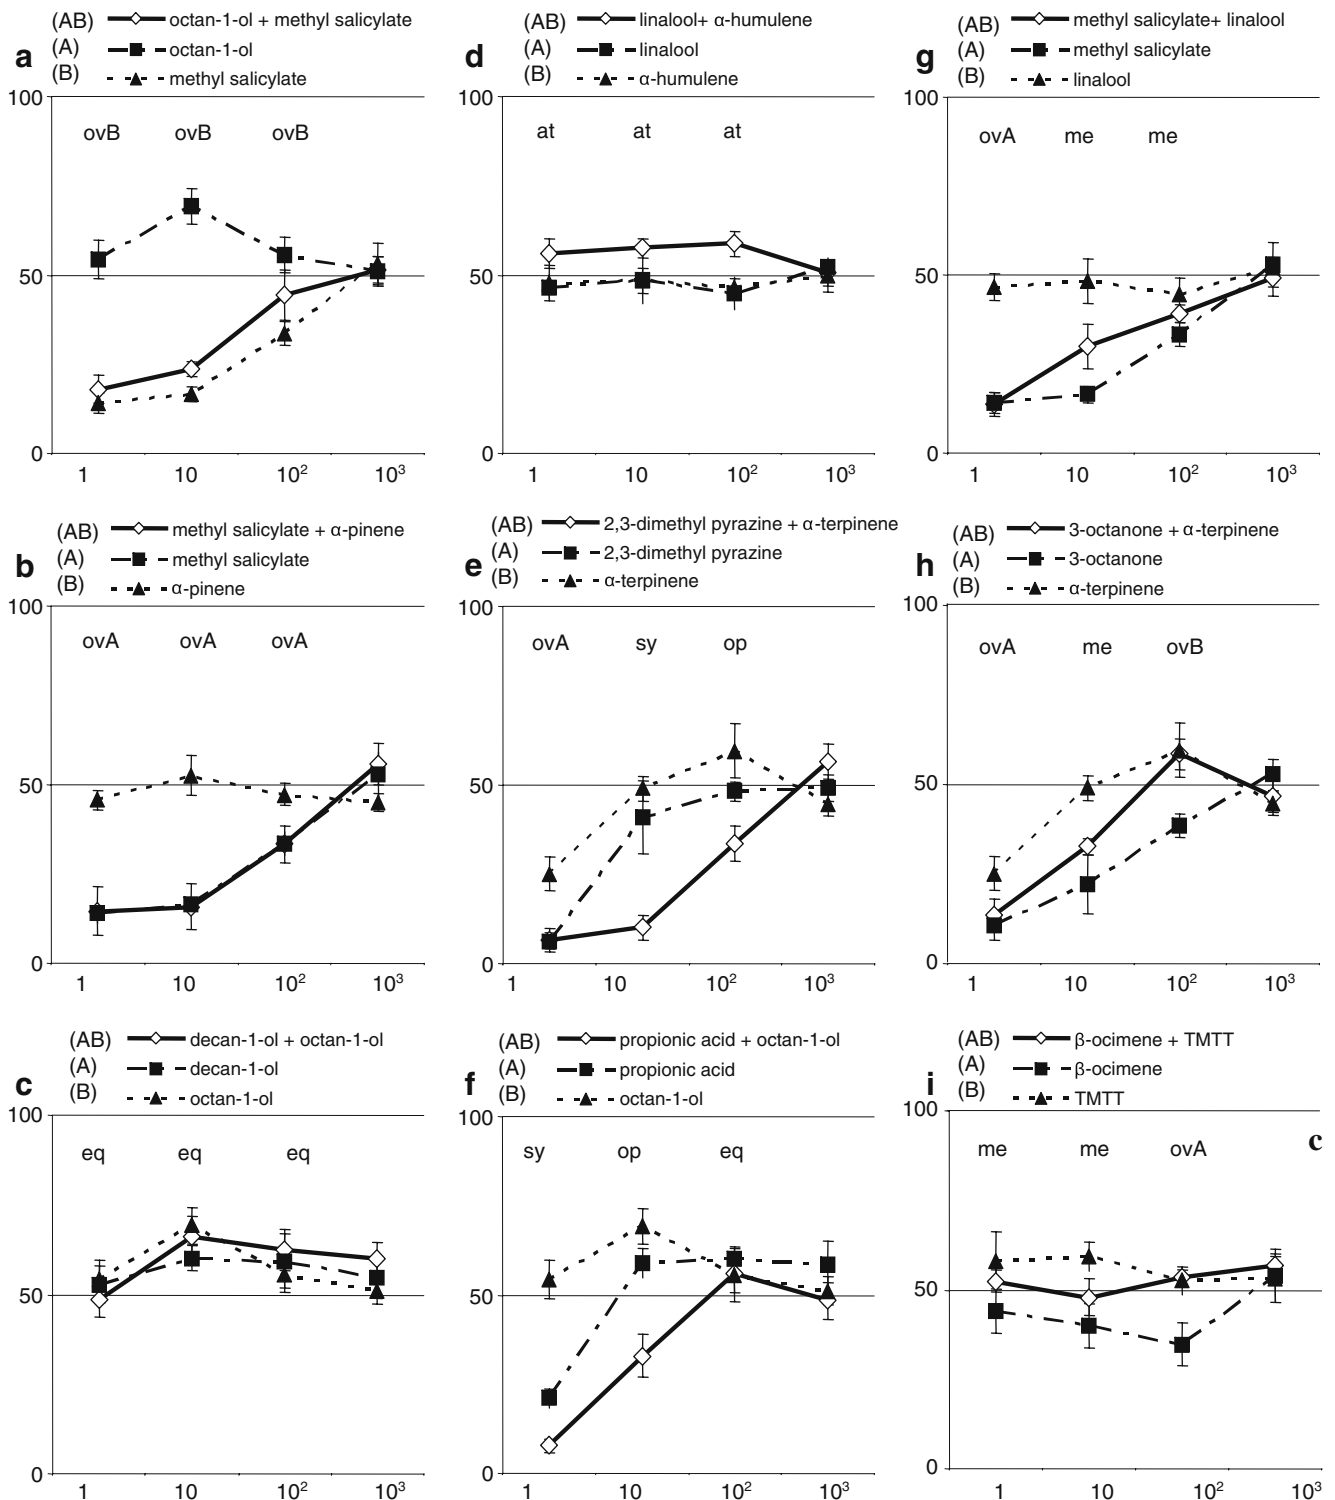 a
(AB) octan-1-ol + methyl salicylate
(A) octan-1-ol
(B) methyl salicylate
100
ovB ovB ovB
50
0
1 10 10² 10³
d
(AB) linalool+ α-humulene
(A) linalool
(B) α-humulene
100
at at at
50
0
1 10 10² 10³
g
(AB) methyl salicylate+ linalool
(A) methyl salicylate
(B) linalool
100
ovA me me
50
0
1 10 10² 10³
b
(AB) methyl salicylate + α-pinene
(A) methyl salicylate
(B) α-pinene
100
ovA ovA ovA
50
0
1 10 10² 10³
e
(AB) 2,3-dimethyl pyrazine + α-terpinene
(A) 2,3-dimethyl pyrazine
(B) α-terpinene
100
ovA sy op
50
0
1 10 10² 10³
h
(AB) 3-octanone + α-terpinene
(A) 3-octanone
(B) α-terpinene
100
ovA me ovB
50
0
1 10 10² 10³
c
(AB) decan-1-ol + octan-1-ol
(A) decan-1-ol
(B) octan-1-ol
100
eq eq eq
50
0
1 10 10² 10³
f
(AB) propionic acid + octan-1-ol
(A) propionic acid
(B) octan-1-ol
100
sy op eq
50
0
1 10 10² 10³
i
(AB) β-ocimene + TMTT
(A) β-ocimene
(B) TMTT
100
me me ovA c
50
0
1 10 10² 10³